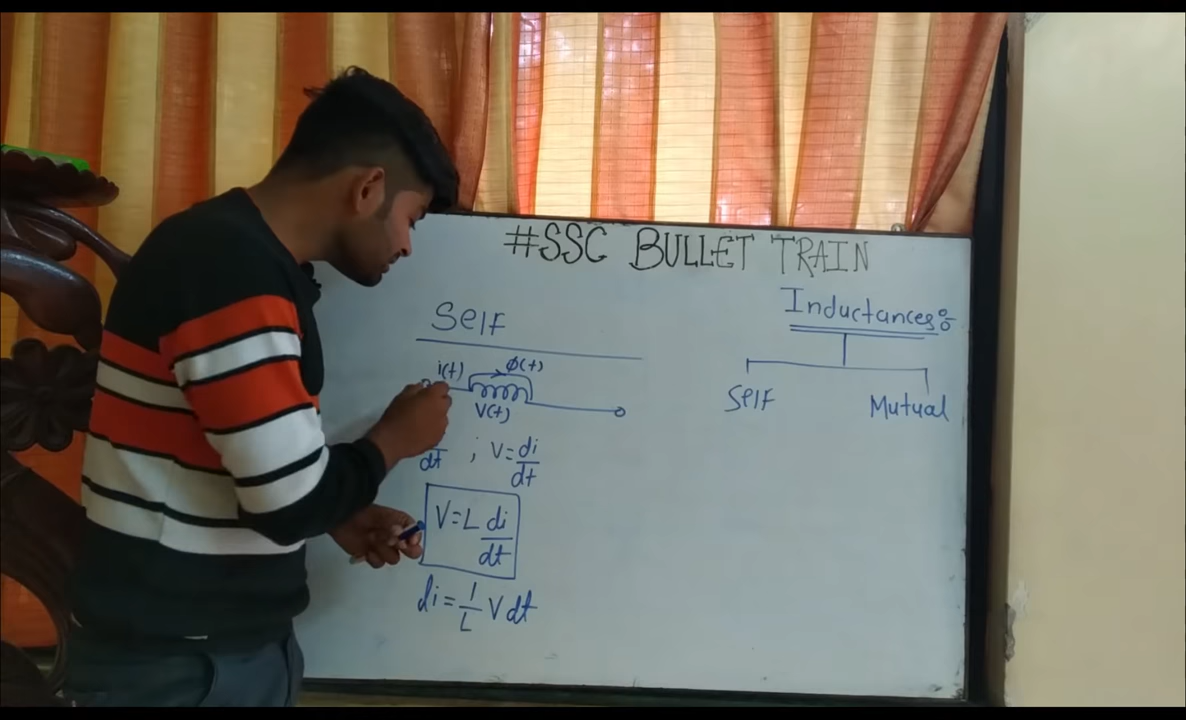 #SSC BULLET TRAIN
Self
i(t) φ(t)
V(t)
dt ; V=di/dt
V=L di/dt
di=1/L V dt
Inductances:
Self Mutual